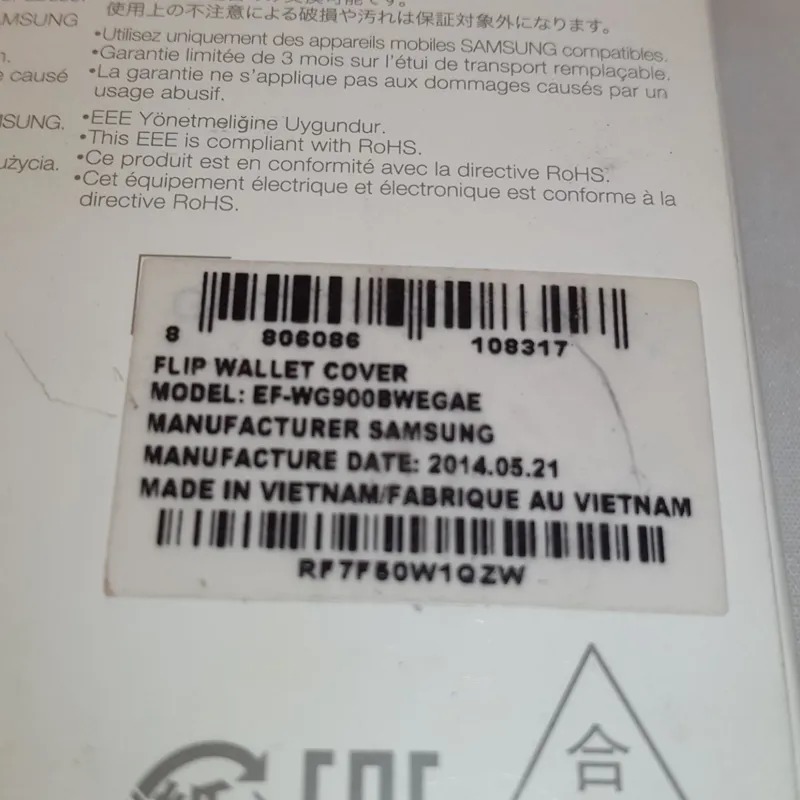 使用上の不注意による破損や汚れは保証対象外になります。
AMSUNG
•Utilisez uniquement des appareils mobiles SAMSUNG compatibles.
n.
•Garantie limitée de 3 mois sur l'étui de transport remplaçable.
e causé
•La garantie ne s'applique pas aux dommages causés par un
usage abusif.
SUNG.
•EEE Yönetmeliğine Uygundur.
•This EEE is compliant with RoHS.
użycia.
•Ce produit est en conformité avec la directive RoHS.
•Cet équipement électrique et électronique est conforme à la
directive RoHS.
8 806086 108317
FLIP WALLET COVER
MODEL: EF-WG900BWEGAE
MANUFACTURER SAMSUNG
MANUFACTURE DATE: 2014.05.21
MADE IN VIETNAM/FABRIQUE AU VIETNAM
RF7F50W1QZW
合